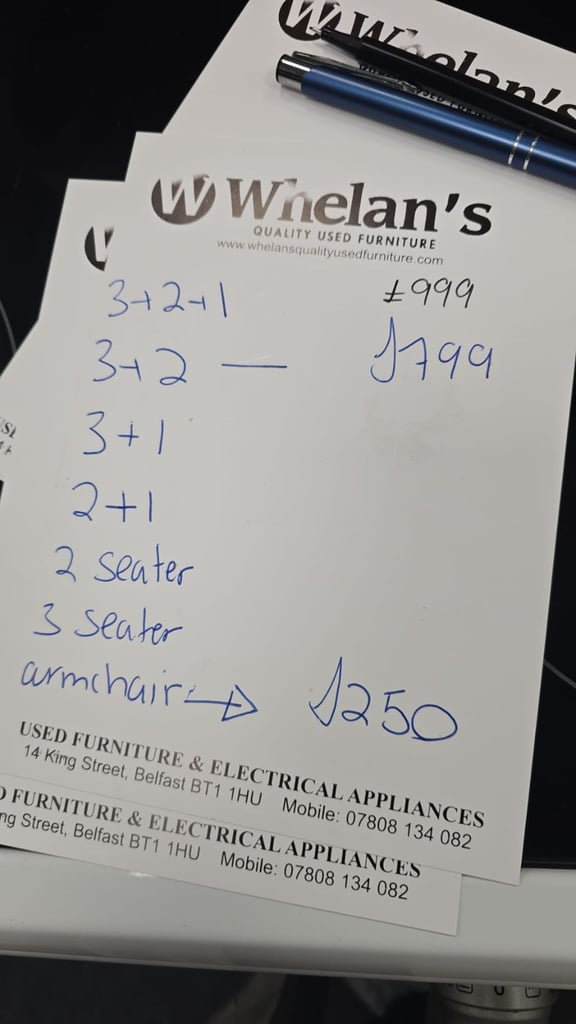 Whelan's
Whelan's
QUALITY USED FURNITURE
www.whelansqualityusedfurniture.com
3+2+1 £999
3+2 — £799
3+1
2+1
2 seater
3 seater
armchair → £250
USED FURNITURE & ELECTRICAL APPLIANCES
14 King Street, Belfast BT1 1HU Mobile: 07808 134 082
FURNITURE & ELECTRICAL APPLIANCES
Street, Belfast BT1 1HU Mobile: 07808 134 082